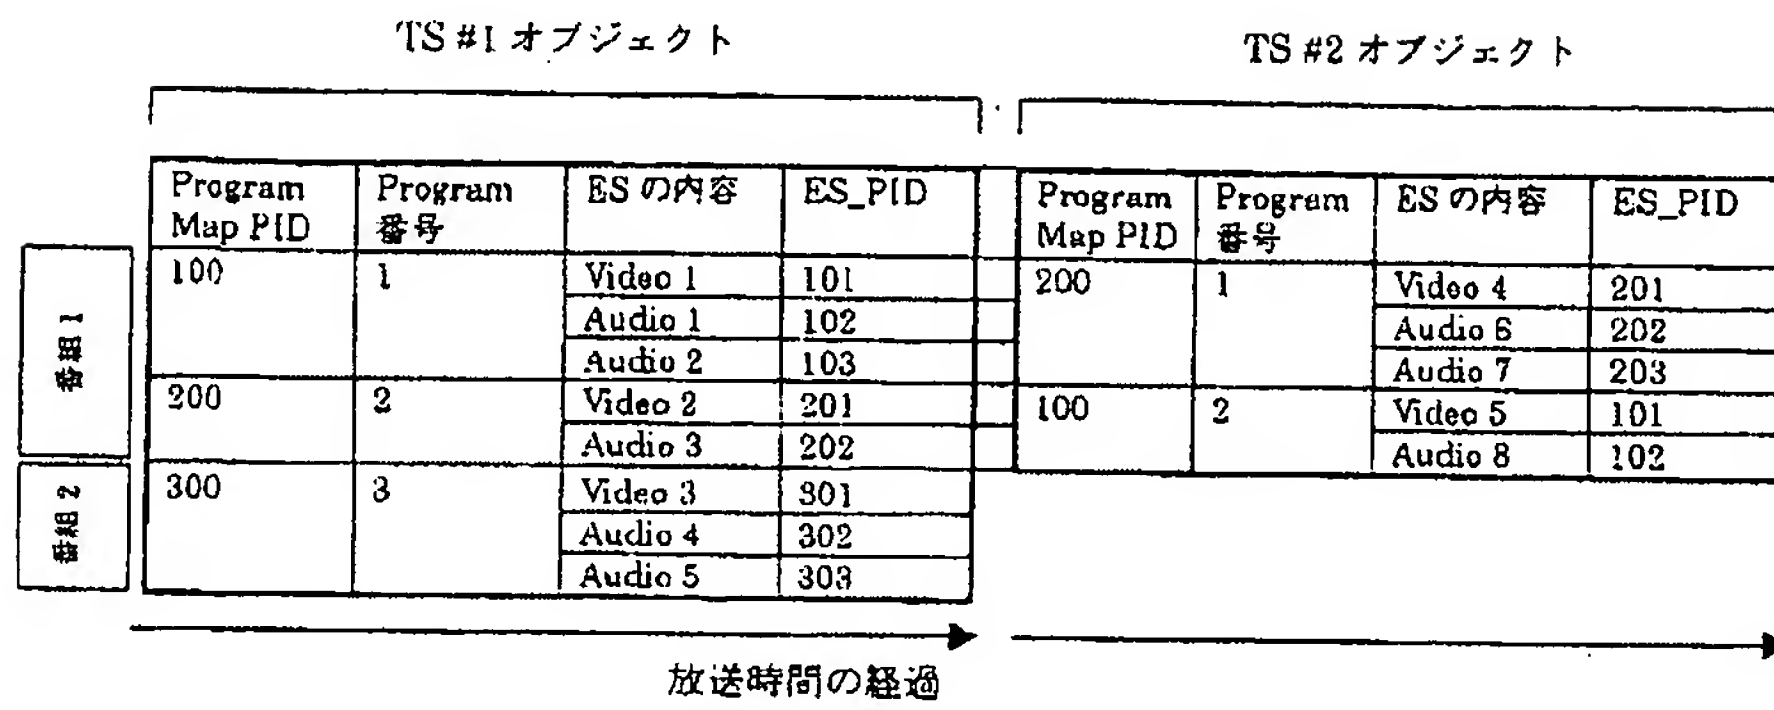 TS #1 オブジェクト
TS #2 オブジェクト
Program Map PID
Program 番号
ES の内容
ES_PID
100
1
Video 1
101
Audio 1
102
Audio 2
103
200
2
Video 2
201
Audio 3
202
300
3
Video 3
301
Audio 4
302
Audio 5
303
番組 1
番組 2
Program Map PID
Program 番号
ES の内容
ES_PID
200
1
Video 4
201
Audio 6
202
Audio 7
203
100
2
Video 5
101
Audio 8
102
放送時間の経過